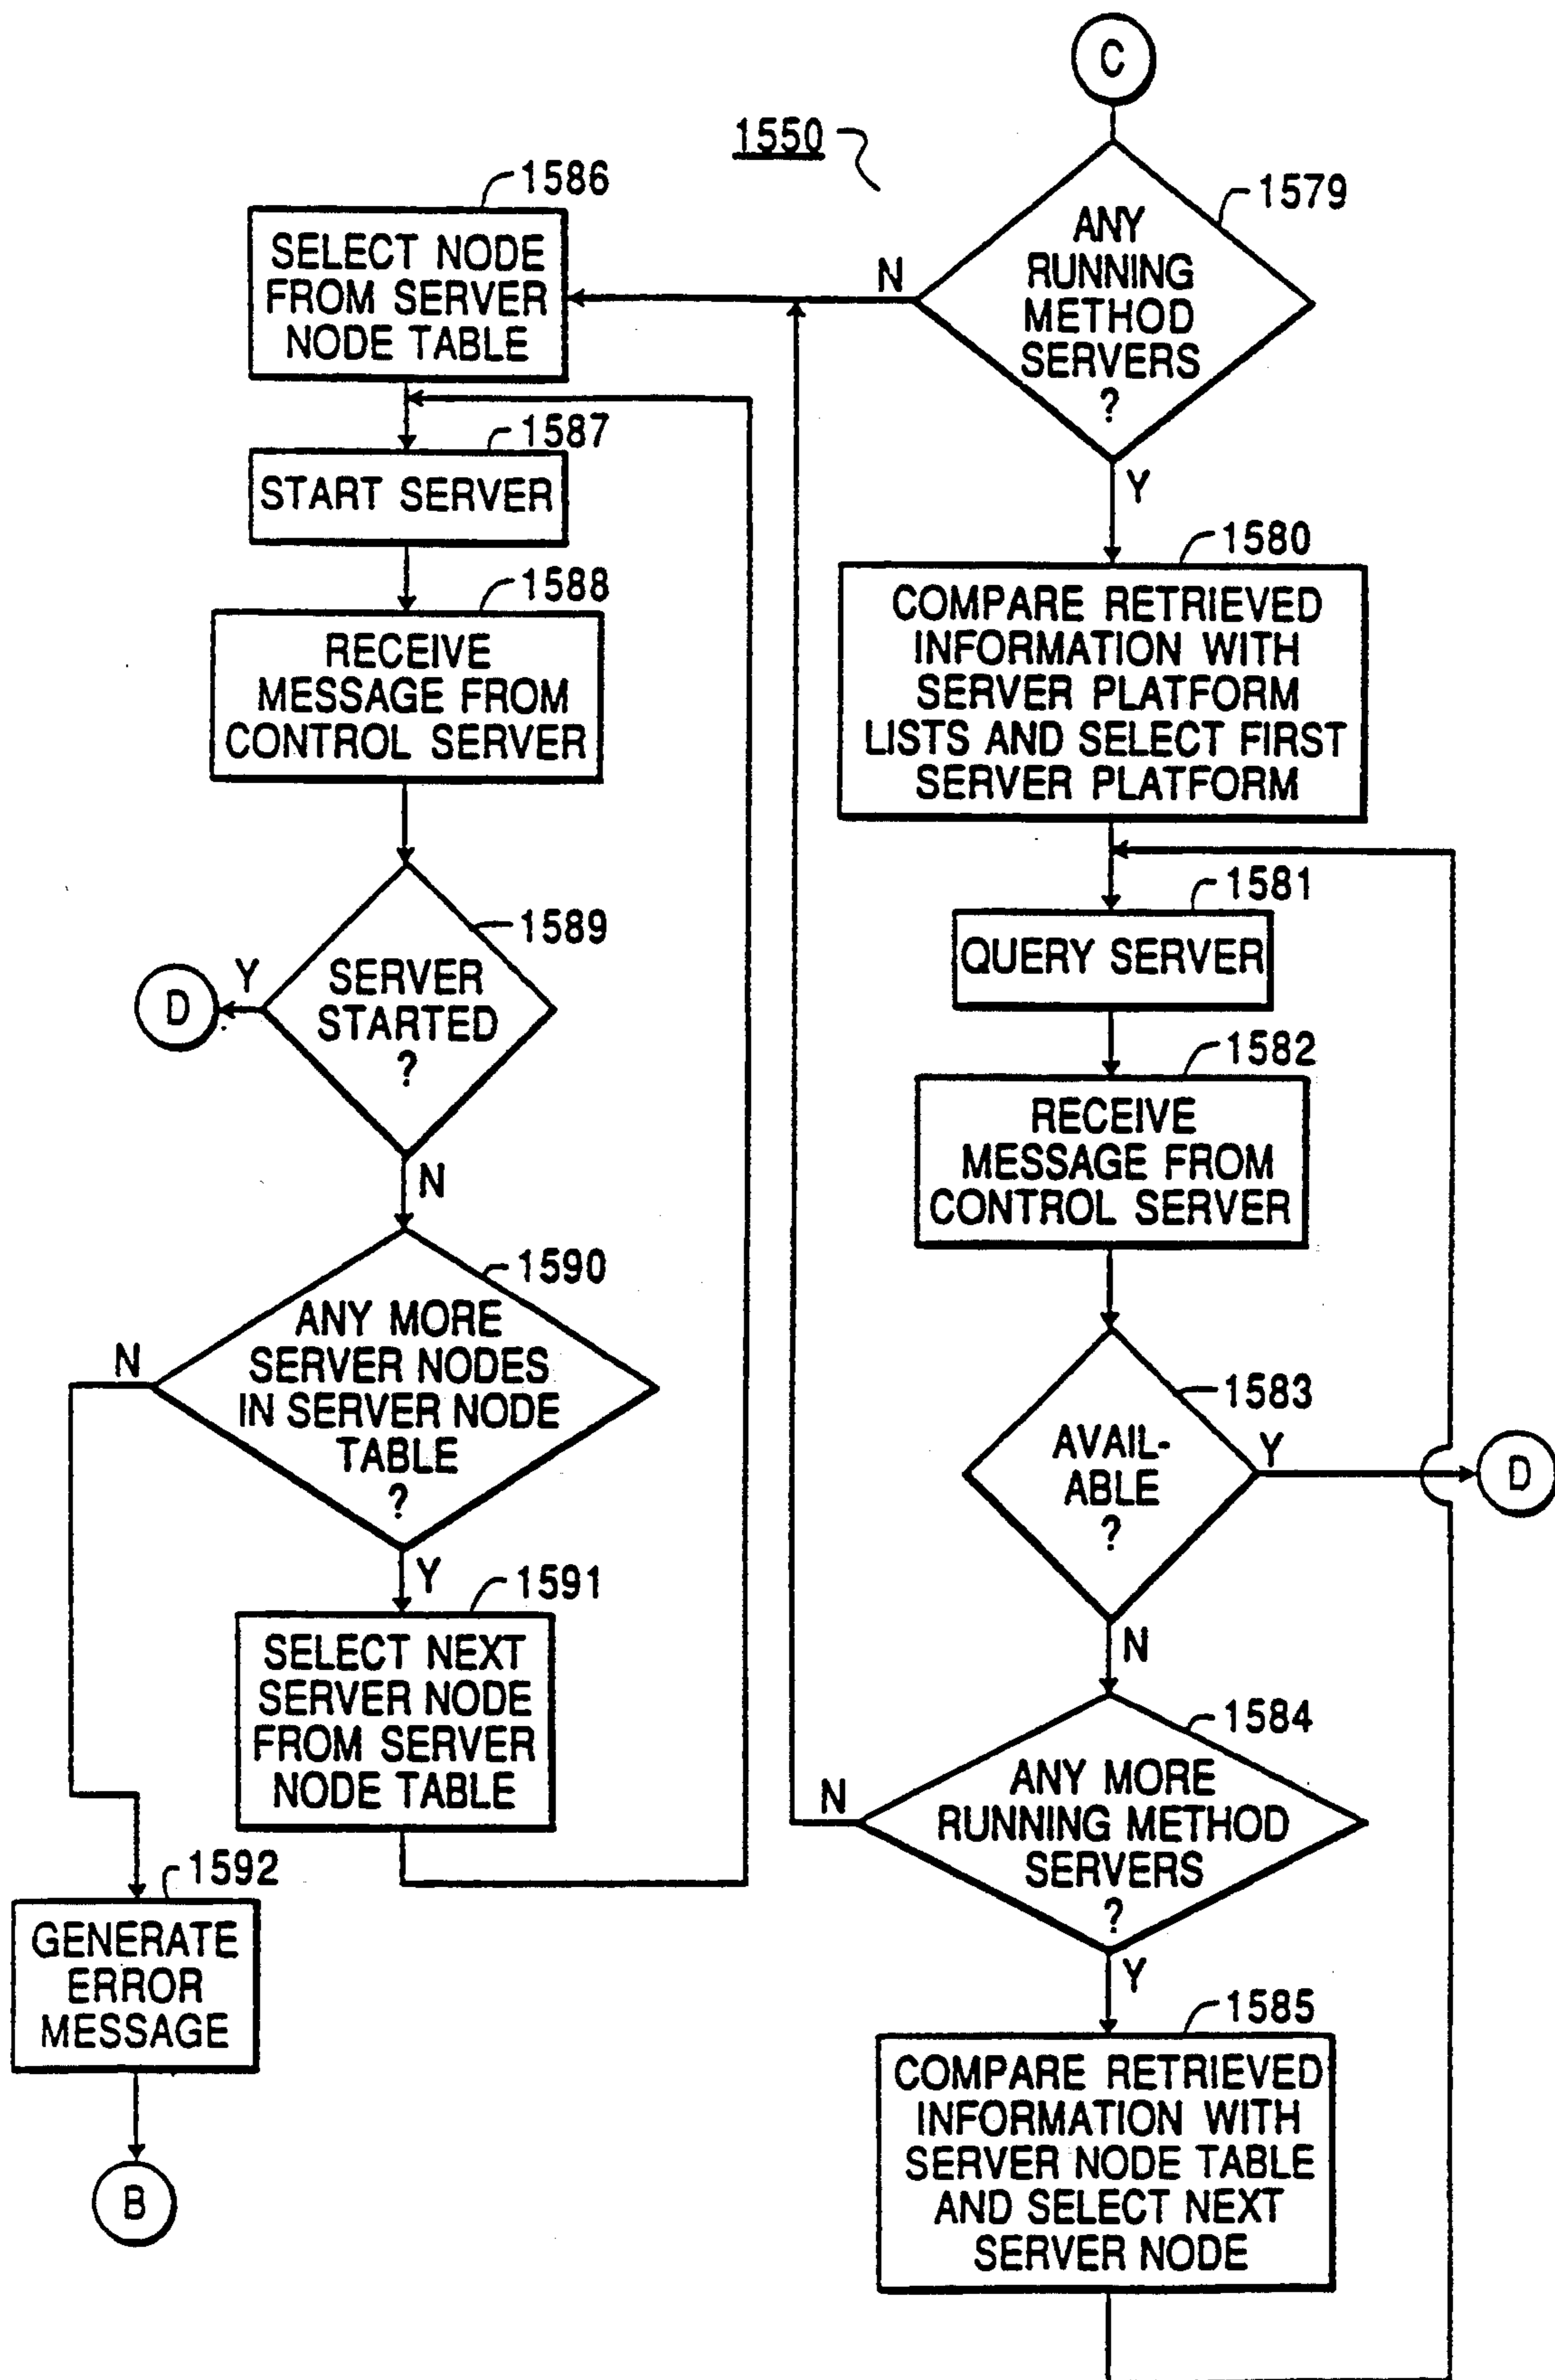 C
1550
1579
ANY
RUNNING
METHOD
SERVERS
?
N
Y
1586
SELECT NODE
FROM SERVER
NODE TABLE
1587
START SERVER
1588
RECEIVE
MESSAGE FROM
CONTROL SERVER
1589
SERVER
STARTED
?
Y
D
N
1590
ANY MORE
SERVER NODES
IN SERVER NODE
TABLE
?
N
Y
1591
SELECT NEXT
SERVER NODE
FROM SERVER
NODE TABLE
1592
GENERATE
ERROR
MESSAGE
B
1580
COMPARE RETRIEVED
INFORMATION WITH
SERVER PLATFORM
LISTS AND SELECT FIRST
SERVER PLATFORM
1581
QUERY SERVER
1582
RECEIVE
MESSAGE FROM
CONTROL SERVER
1583
AVAIL-
ABLE
?
Y
D
N
1584
ANY MORE
RUNNING METHOD
SERVERS
?
N
Y
1585
COMPARE RETRIEVED
INFORMATION WITH
SERVER NODE TABLE
AND SELECT NEXT
SERVER NODE